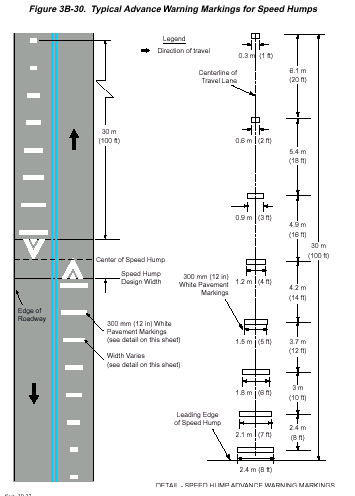 Figure 3B-30. Typical Advance Warning Markings for Speed Humps
Legend
Direction of travel
0.3 m (1 ft)
Centerline of
Travel Lane
6.1 m
(20 ft)
0.6 m (2 ft)
30 m
(100 ft)
5.4 m
(18 ft)
0.9 m (3 ft)
4.9 m
(16 ft)
30 m
(100 ft)
Center of Speed Hump
Speed Hump
Design Width
1.2 m (4 ft)
300 mm (12 in)
White Pavement
Markings
4.2 m
(14 ft)
Edge of
Roadway
300 mm (12 in) White
Pavement Markings
(see detail on this sheet)
1.5 m (5 ft)
3.7 m
(12 ft)
Width Varies
(see detail on this sheet)
1.8 m (6 ft)
3 m
(10 ft)
Leading Edge
of Speed Hump
2.1 m (7 ft)
2.4 m
(8 ft)
2.4 m (8 ft)
DETAIL - SPEED HUMP ADVANCE WARNING MARKINGS